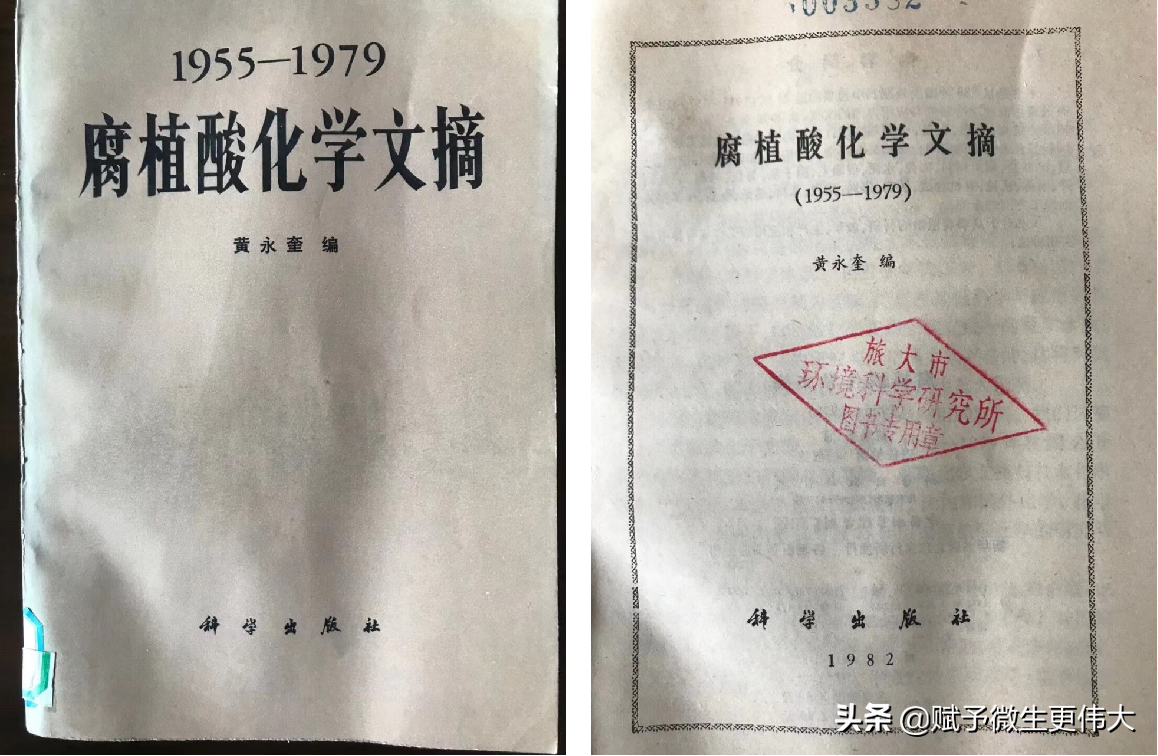 1955—1979
腐植酸化学文摘
黄永奎 编
科学出版社
腐植酸化学文摘
(1955—1979)
黄永奎 编
旅大市
环境科学研究所
图书专用章
科学出版社
1982
头条 @赋予微生更伟大